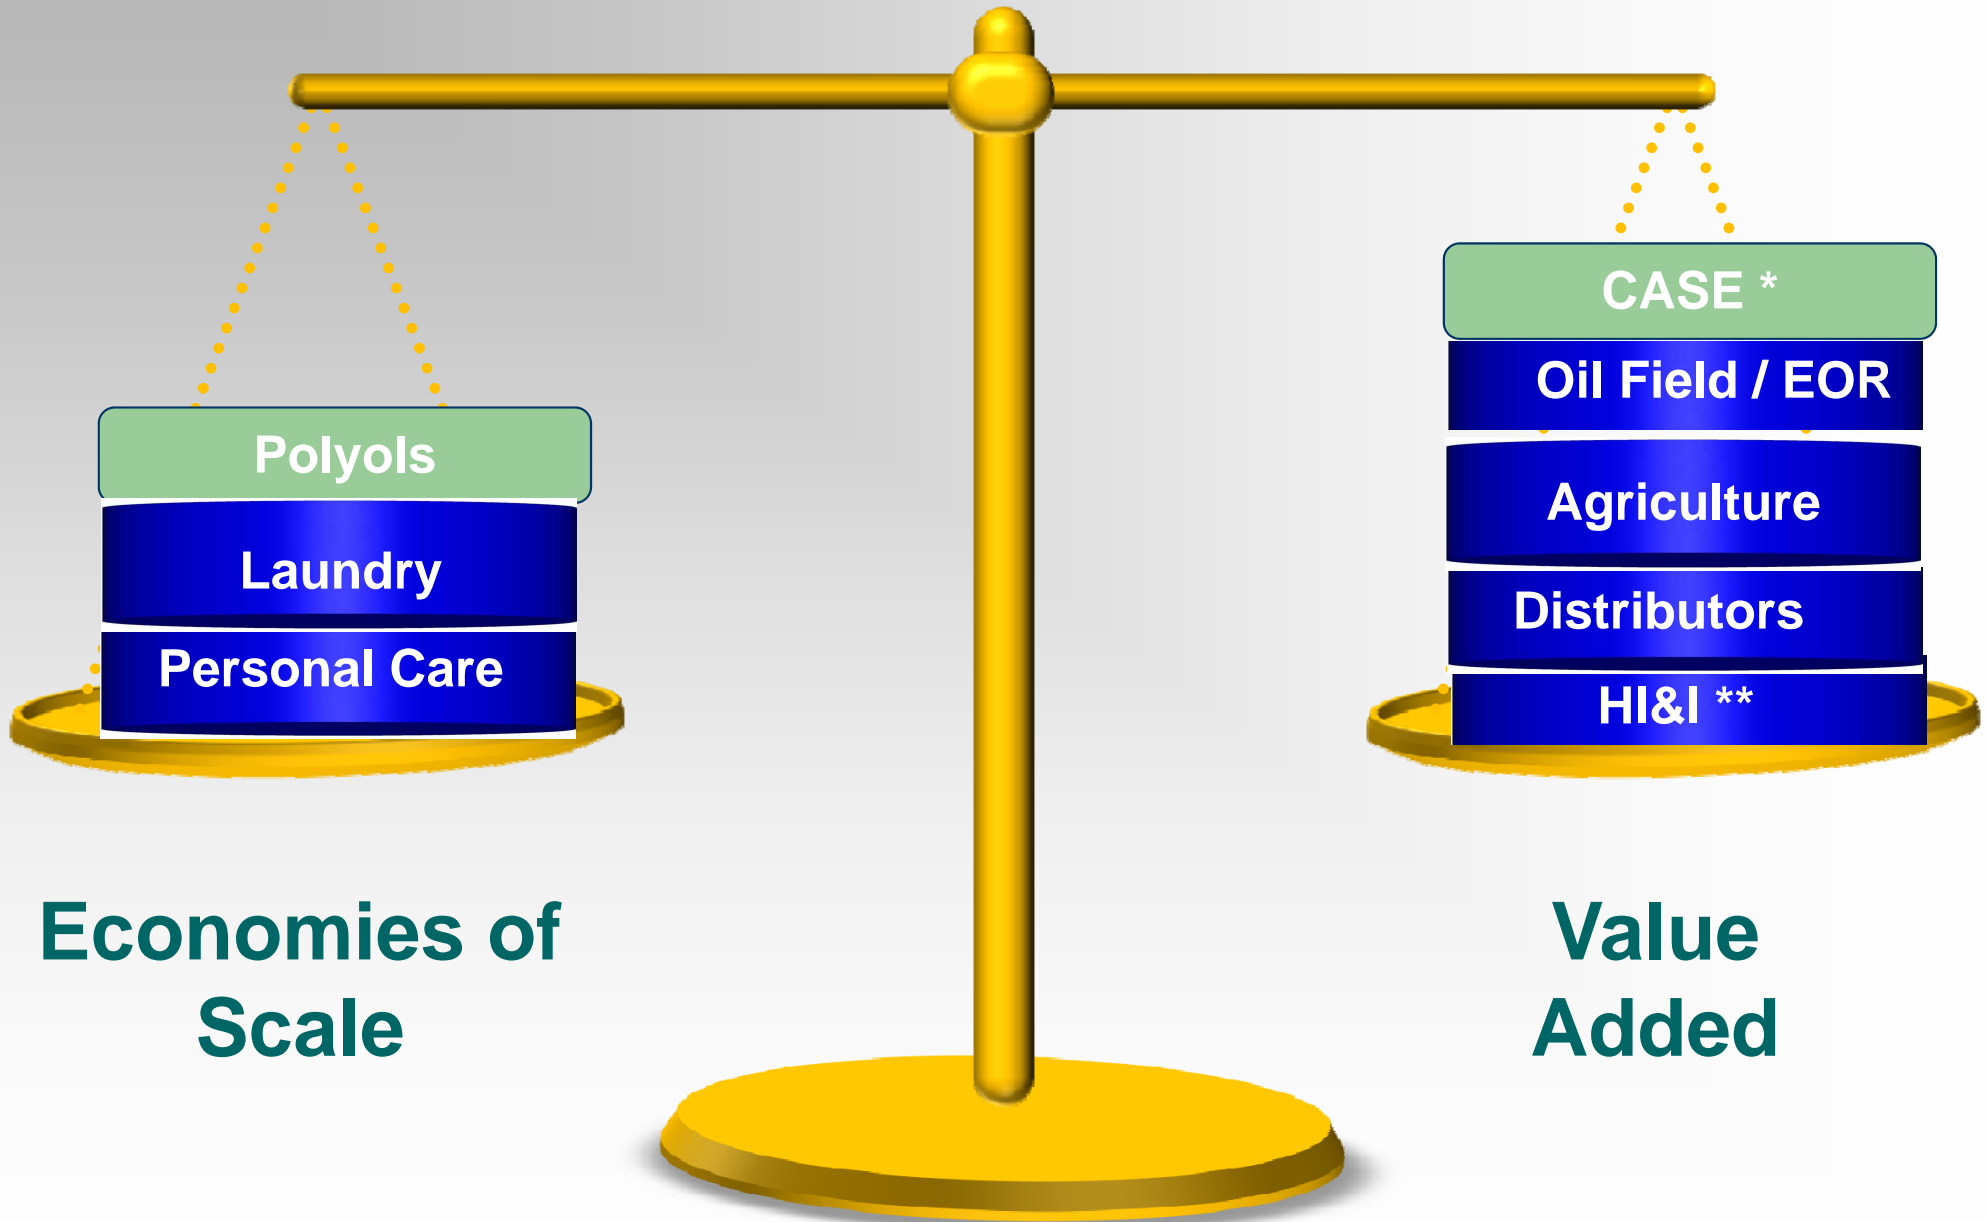 Polyols
Laundry
Personal Care
Economies of
Scale
CASE *
Oil Field / EOR
Agriculture
Distributors
HI&I **
Value
Added